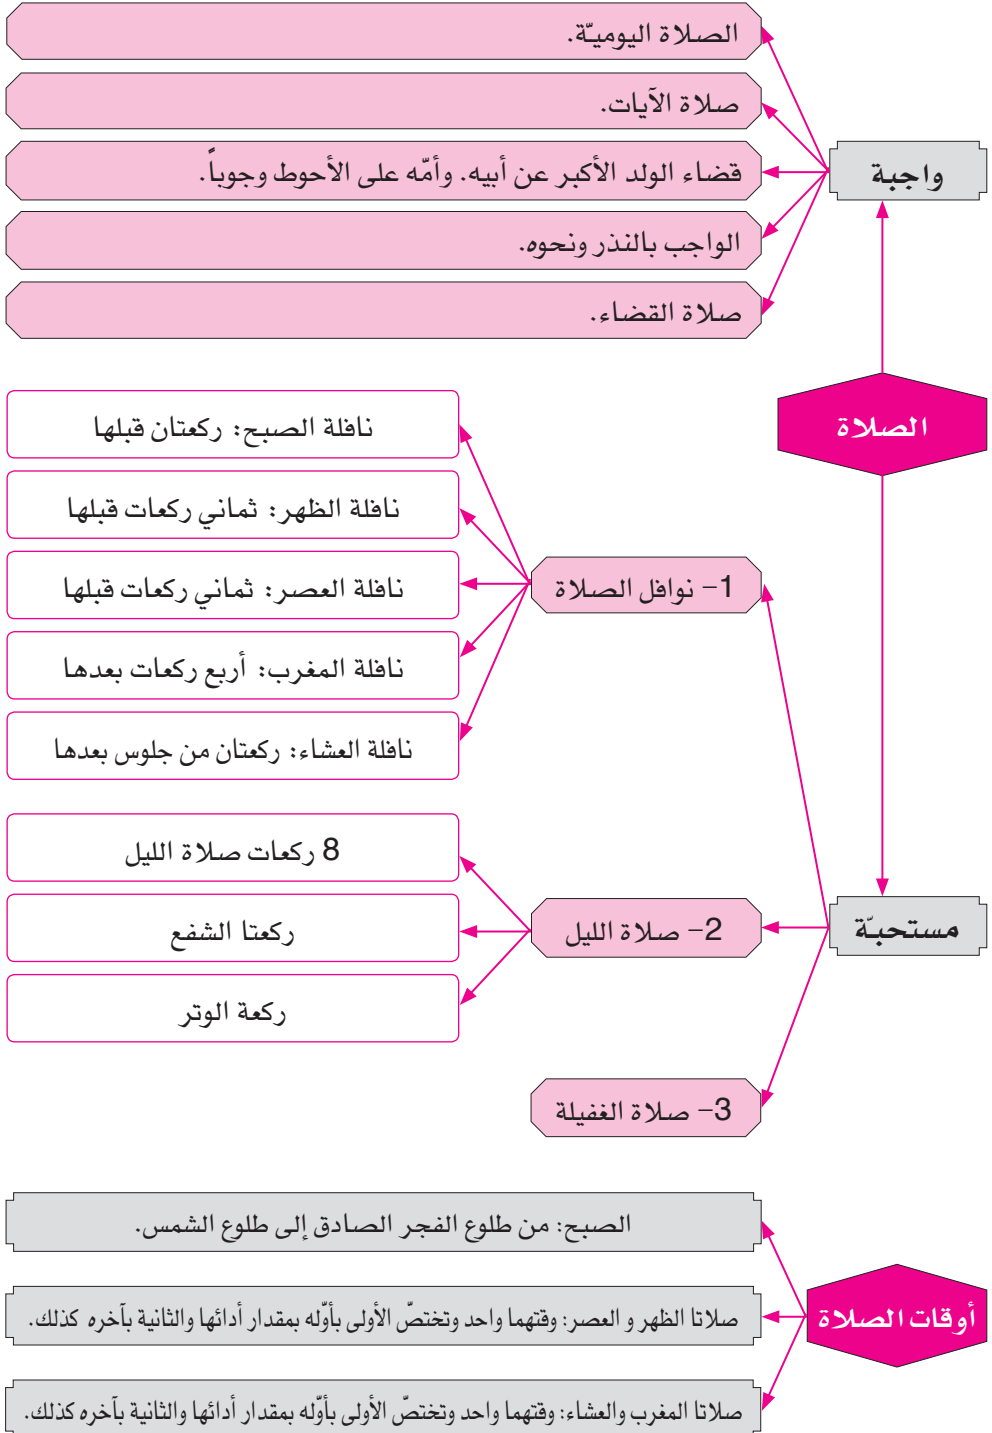 الصلاة
واجبة
الصلاة اليوميّة.
صلاة الآيات.
قضاء الولد الأكبر عن أبيه. وأمّه على الأحوط وجوباً.
الواجب بالنذر ونحوه.
صلاة القضاء.
مستحبّة
1- نوافل الصلاة
نافلة الصبح: ركعتان قبلها
نافلة الظهر: ثماني ركعات قبلها
نافلة العصر: ثماني ركعات قبلها
نافلة المغرب: أربع ركعات بعدها
نافلة العشاء: ركعتان من جلوس بعدها
2- صلاة الليل
8 ركعات صلاة الليل
ركعتا الشفع
ركعة الوتر
3- صلاة الغفيلة
أوقات الصلاة
الصبح: من طلوع الفجر الصادق إلى طلوع الشمس.
صلاتا الظهر و العصر: وقتهما واحد وتختصّ الأولى بأوّله بمقدار أدائها والثانية بآخره كذلك.
صلاتا المغرب والعشاء: وقتهما واحد وتختصّ الأولى بأوّله بمقدار أدائها والثانية بآخره كذلك.